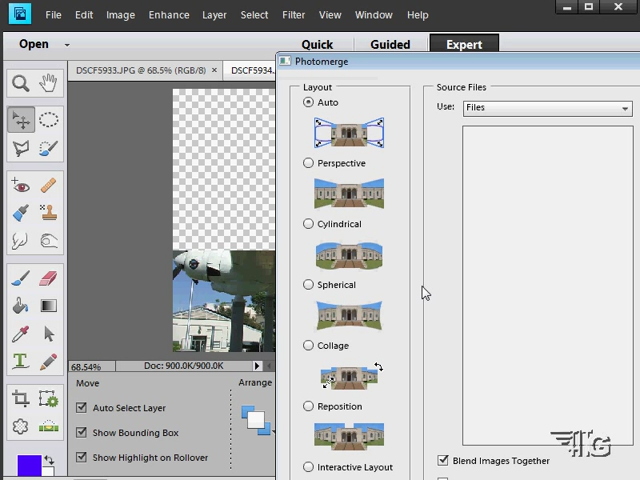 File Edit Image Enhance Layer Select Filter View Window Help
Open Quick Guided Expert
DSCF5933.JPG @ 68.5% (RGB/8) × DSCF5934.
Photomerge
Layout
Auto
Perspective
Cylindrical
Spherical
Collage
Reposition
Interactive Layout
Source Files
Use: Files
Blend Images Together
68.54% Doc: 900.0K/900.0K
Move Arrange
Auto Select Layer
Show Bounding Box
Show Highlight on Rollover